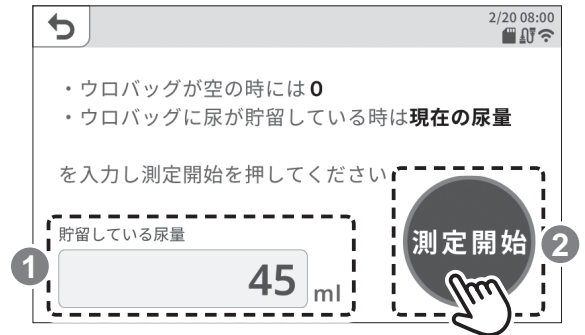 2/20 08:00
・ウロバッグが空の時には 0
・ウロバッグに尿が貯留している時は現在の尿量
を入力し測定開始を押してください
貯留している尿量
45 ml
測定開始
1
2